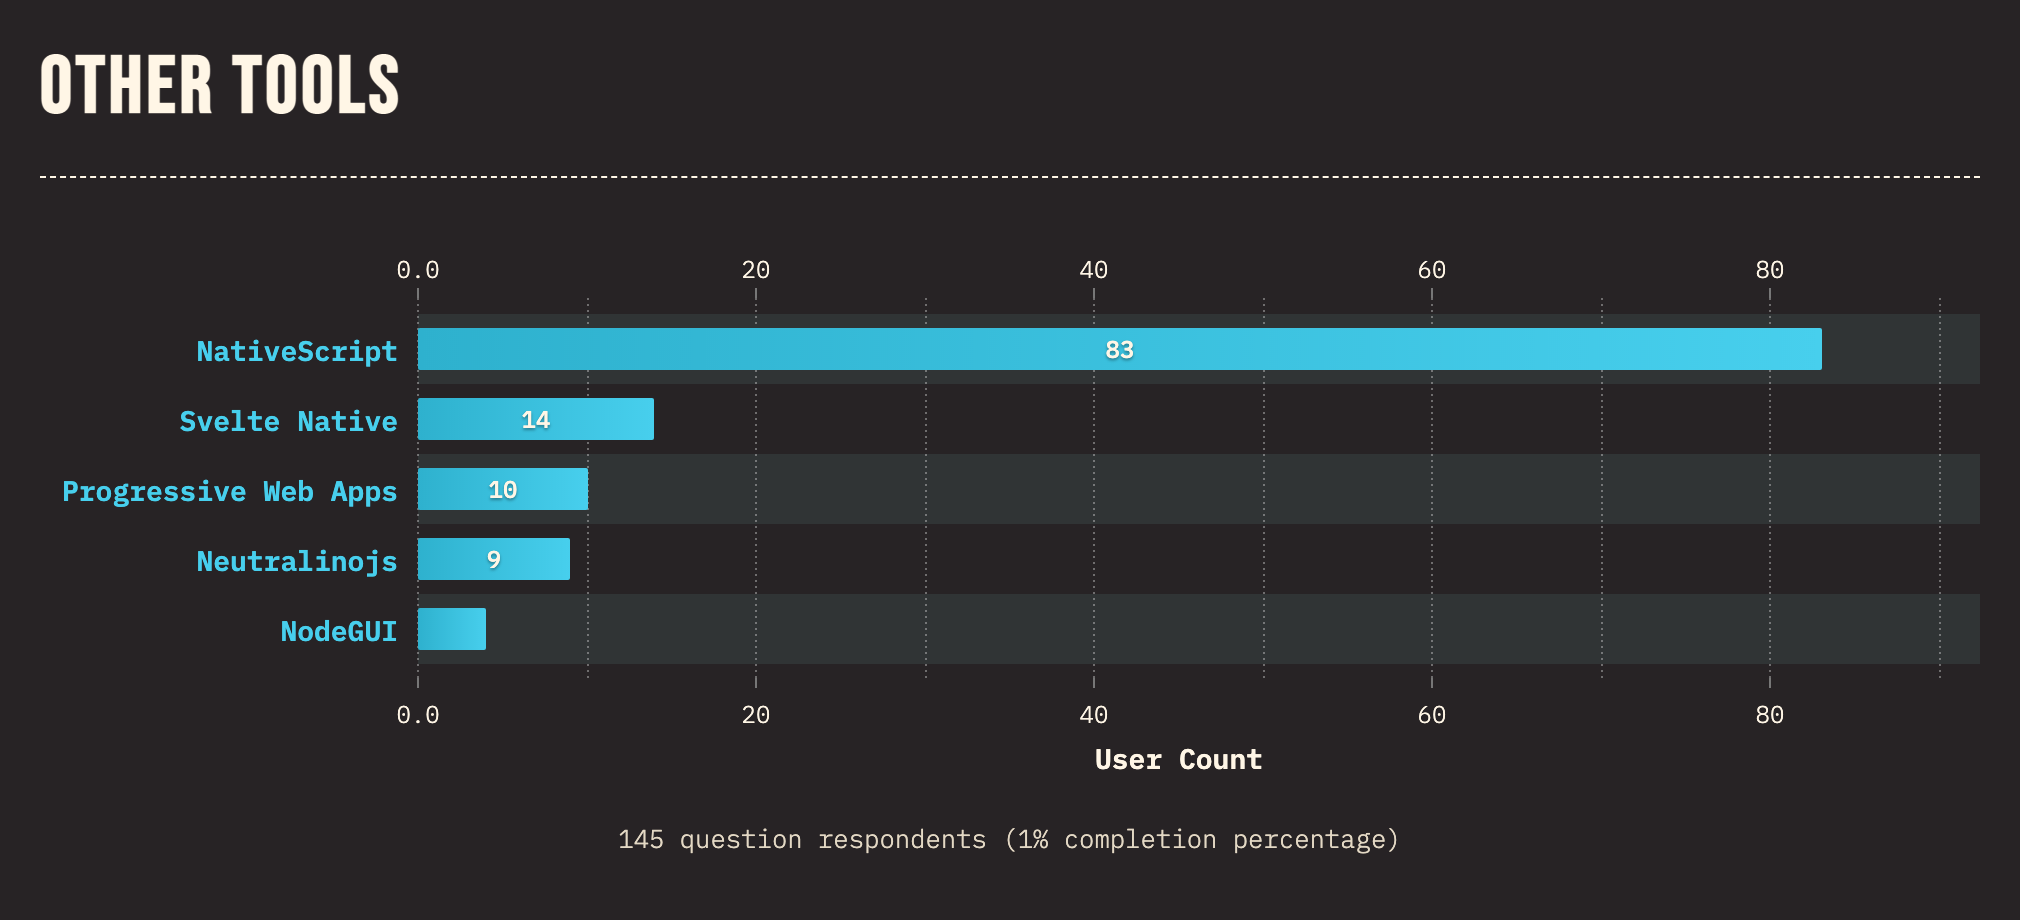 OTHER TOOLS
0.0 20 40 60 80
NativeScript 83
Svelte Native 14
Progressive Web Apps 10
Neutralinojs 9
NodeGUI
0.0 20 40 60 80
User Count
145 question respondents (1% completion percentage)